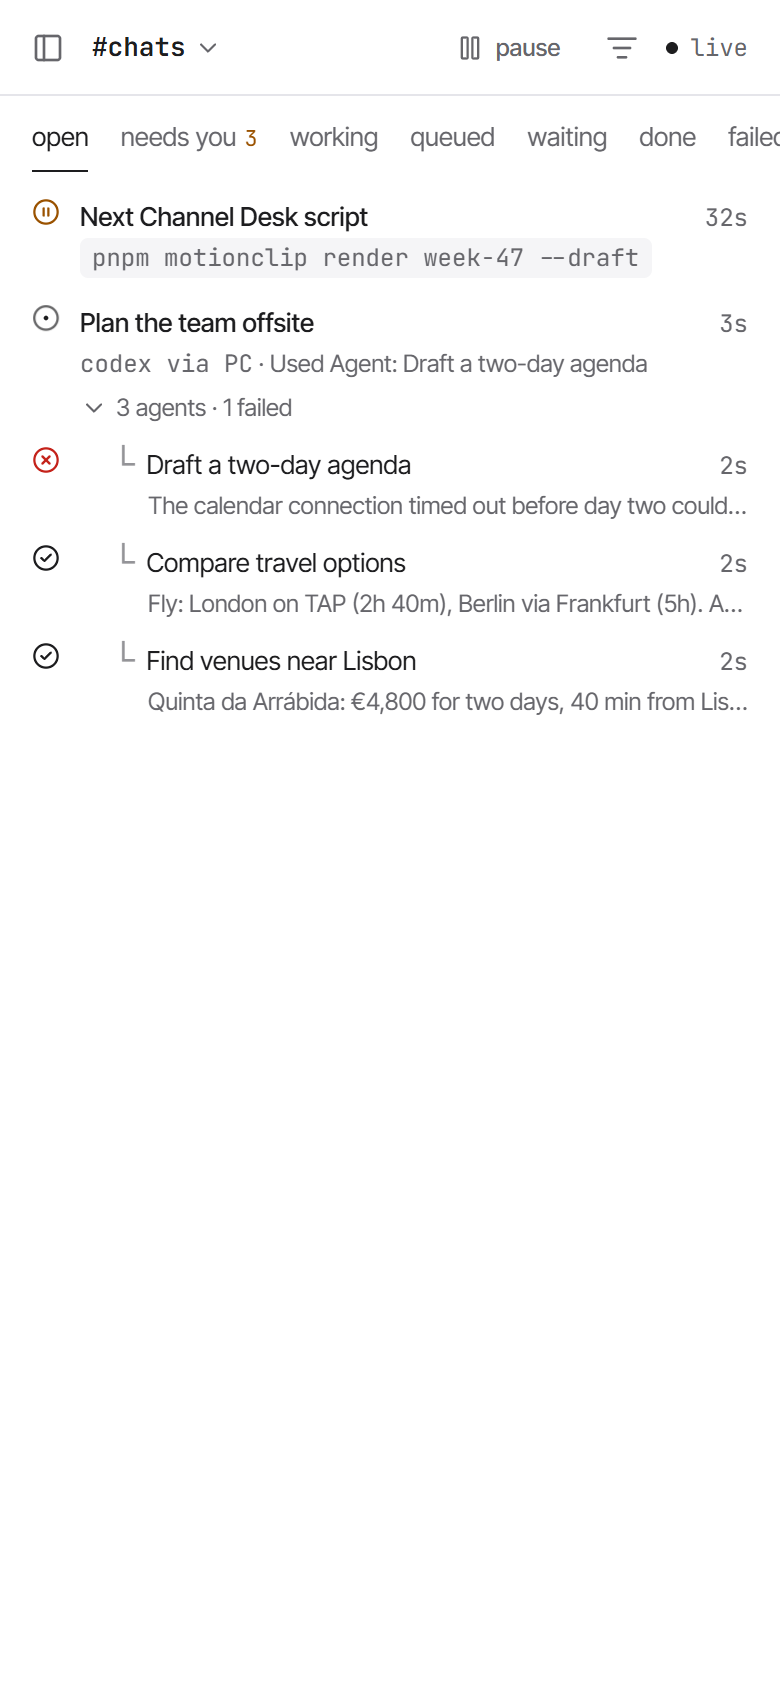 #chats
pause
live
open needs you 3 working queued waiting done failed
Next Channel Desk script 32s
pnpm motionclip render week-47 --draft
Plan the team offsite 3s
codex via PC · Used Agent: Draft a two-day agenda
3 agents · 1 failed
Draft a two-day agenda 2s
The calendar connection timed out before day two could…
Compare travel options 2s
Fly: London on TAP (2h 40m), Berlin via Frankfurt (5h). A…
Find venues near Lisbon 2s
Quinta da Arrábida: €4,800 for two days, 40 min from Lis…